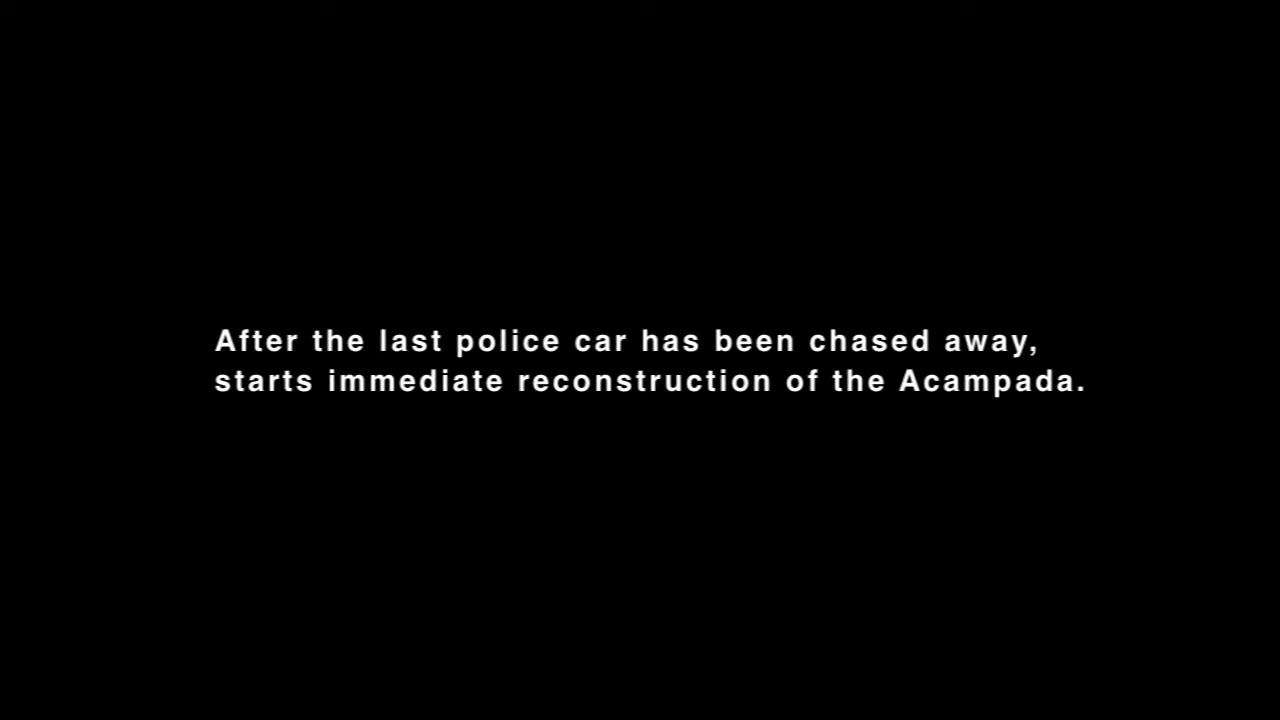 After the last police car has been chased away,
starts immediate reconstruction of the Acampada.